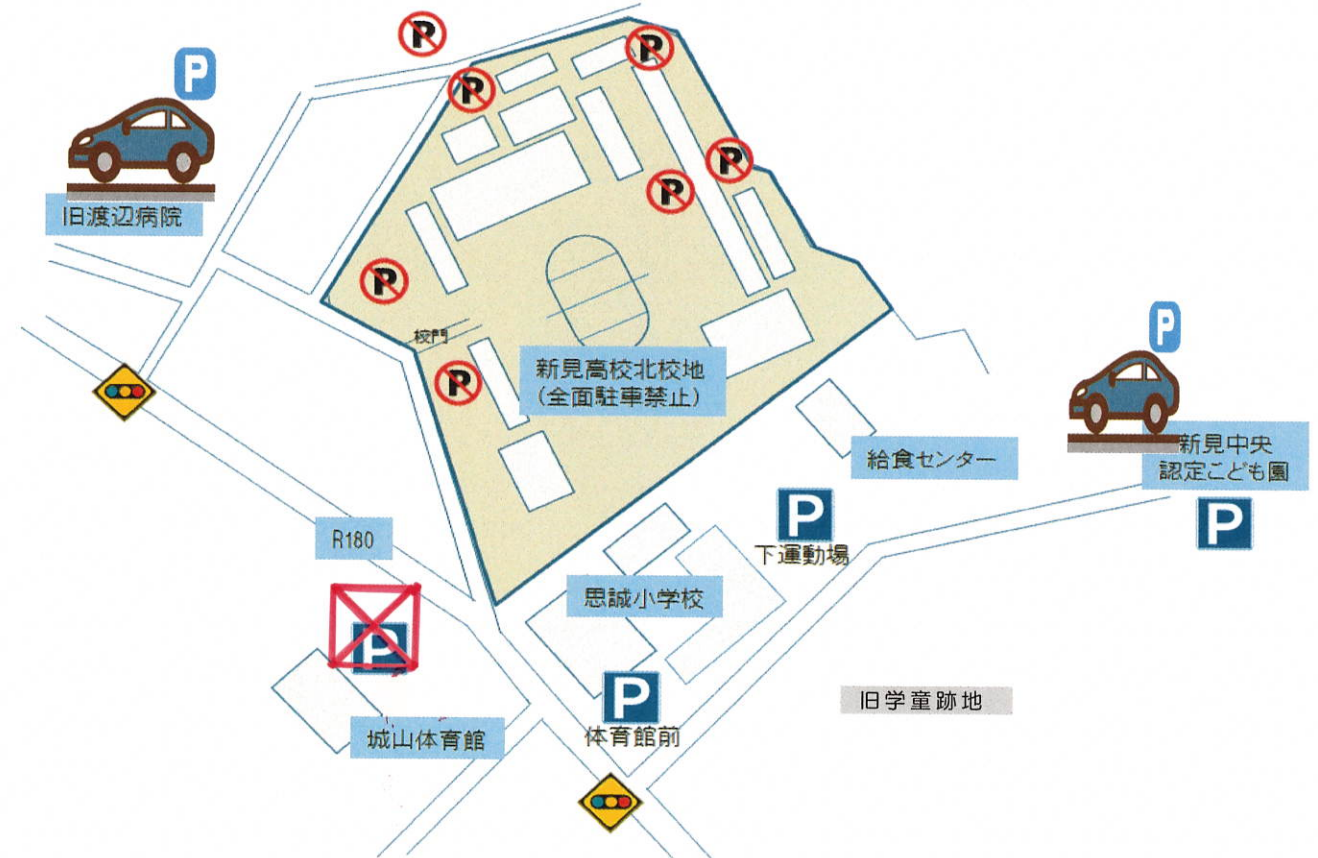 P
P
P
P
旧渡辺病院
P
P
P
校門
P
新見高校北校地
(全面駐車禁止)
P
給食センター
新見中央
認定こども園
P
P
下運動場
R180
思誠小学校
P
P
体育館前
旧学童跡地
城山体育館